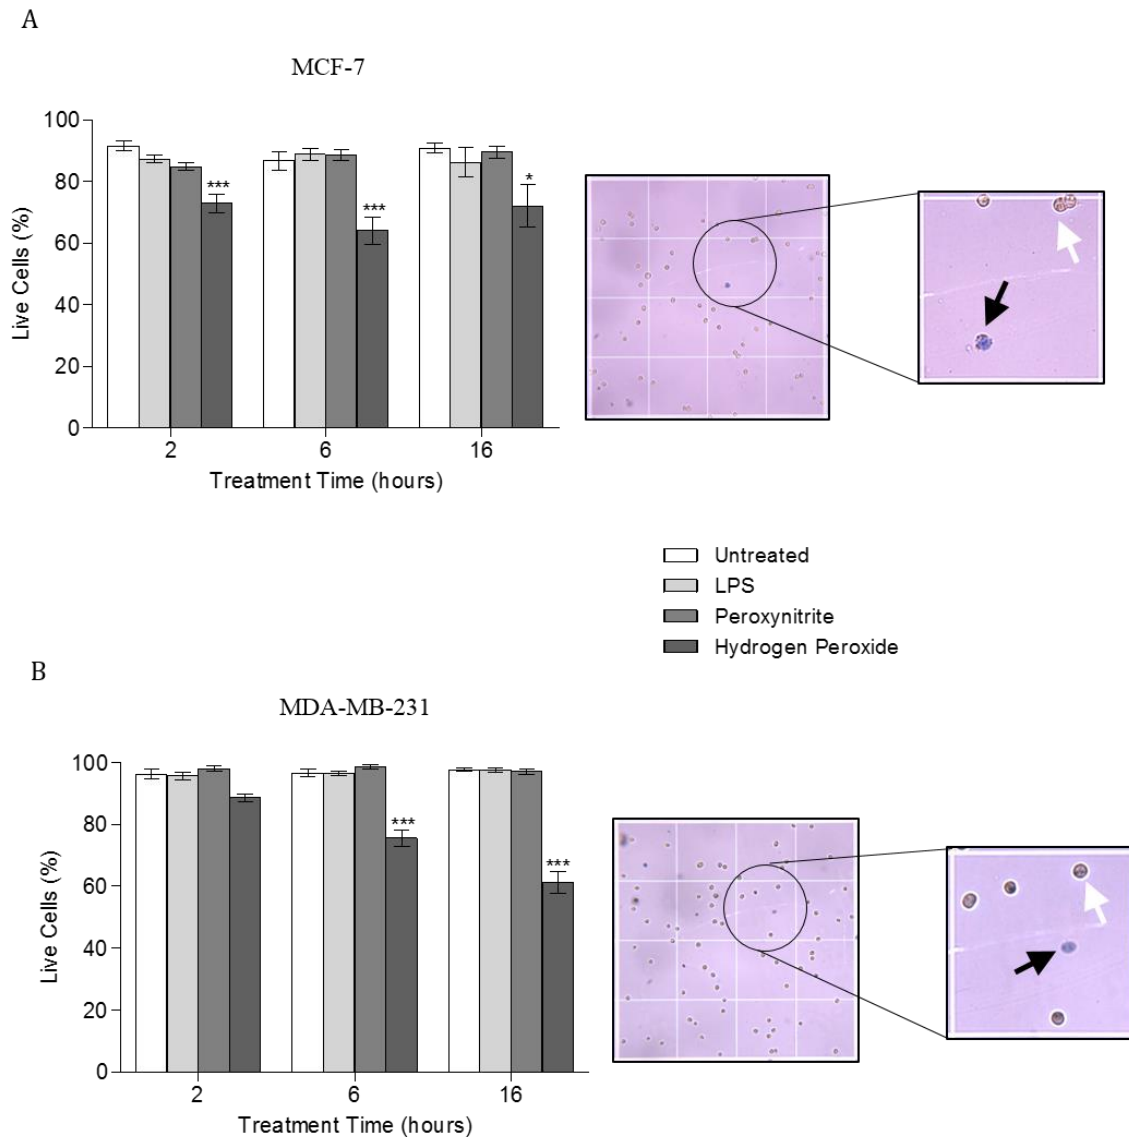 A
MCF-7
Live Cells (%)
100
80
60
40
20
0
***
***
*
2 6 16
Treatment Time (hours)
Untreated
LPS
Peroxynitrite
Hydrogen Peroxide
B
MDA-MB-231
Live Cells (%)
100
80
60
40
20
0
***
***
2 6 16
Treatment Time (hours)